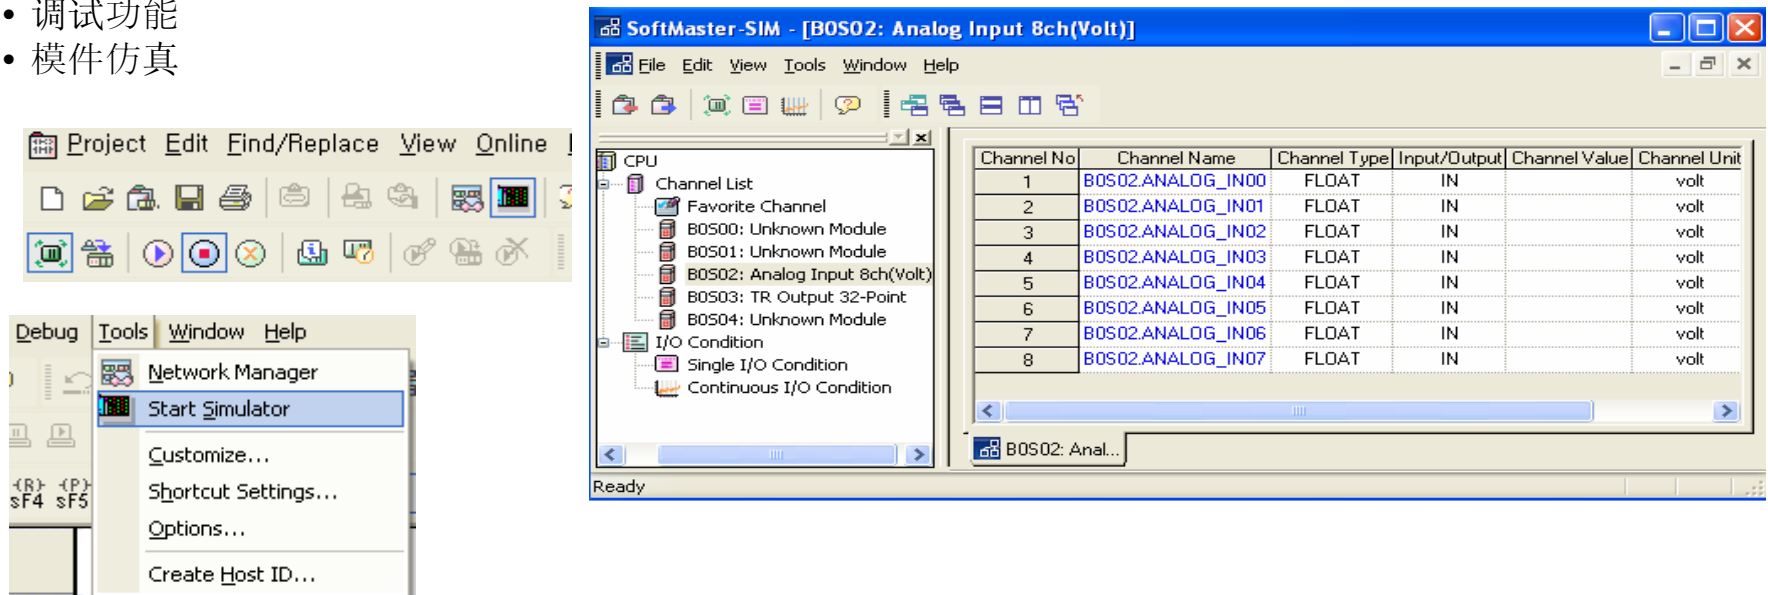 • 调试功能
• 模件仿真
Project Edit Find/Replace View Online
Debug Tools Window Help
Network Manager
Start Simulator
Customize...
Shortcut Settings...
Options...
Create Host ID...
{R} {P}
sF4 sF5
SoftMaster-SIM - [B0S02: Analog Input 8ch(Volt)]
File Edit View Tools Window Help
CPU
Channel List
Favorite Channel
B0S00: Unknown Module
B0S01: Unknown Module
B0S02: Analog Input 8ch(Volt)
B0S03: TR Output 32-Point
B0S04: Unknown Module
I/O Condition
Single I/O Condition
Continuous I/O Condition
Channel No Channel Name Channel Type Input/Output Channel Value Channel Unit
1 B0S02.ANALOG_IN00 FLOAT IN volt
2 B0S02.ANALOG_IN01 FLOAT IN volt
3 B0S02.ANALOG_IN02 FLOAT IN volt
4 B0S02.ANALOG_IN03 FLOAT IN volt
5 B0S02.ANALOG_IN04 FLOAT IN volt
6 B0S02.ANALOG_IN05 FLOAT IN volt
7 B0S02.ANALOG_IN06 FLOAT IN volt
8 B0S02.ANALOG_IN07 FLOAT IN volt
B0S02: Anal...
Ready